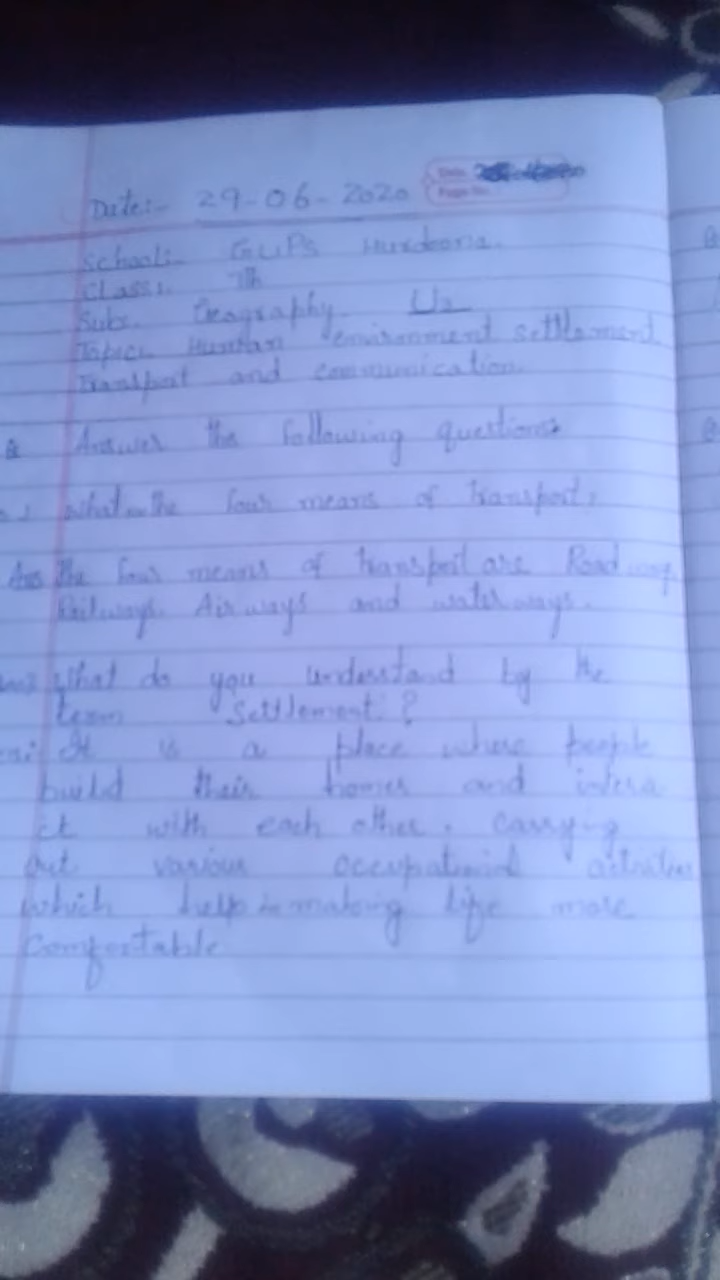 Date:- 29-06-2020
School:- GUPS
Class:- 7th
Sub:- Geography. U2
Topic:- Human environment settlement
Transport and communication.
Q Answer the following questions:
What the four means of transport?
Ans The four means of transport are Road way
Railways, Airways and waterways.
What do you understand by the
term Settlement?
It is a place where people
build their homes and intera
ct with each other. Carrying
out various occupational activities
which help in making life more
Comfortable